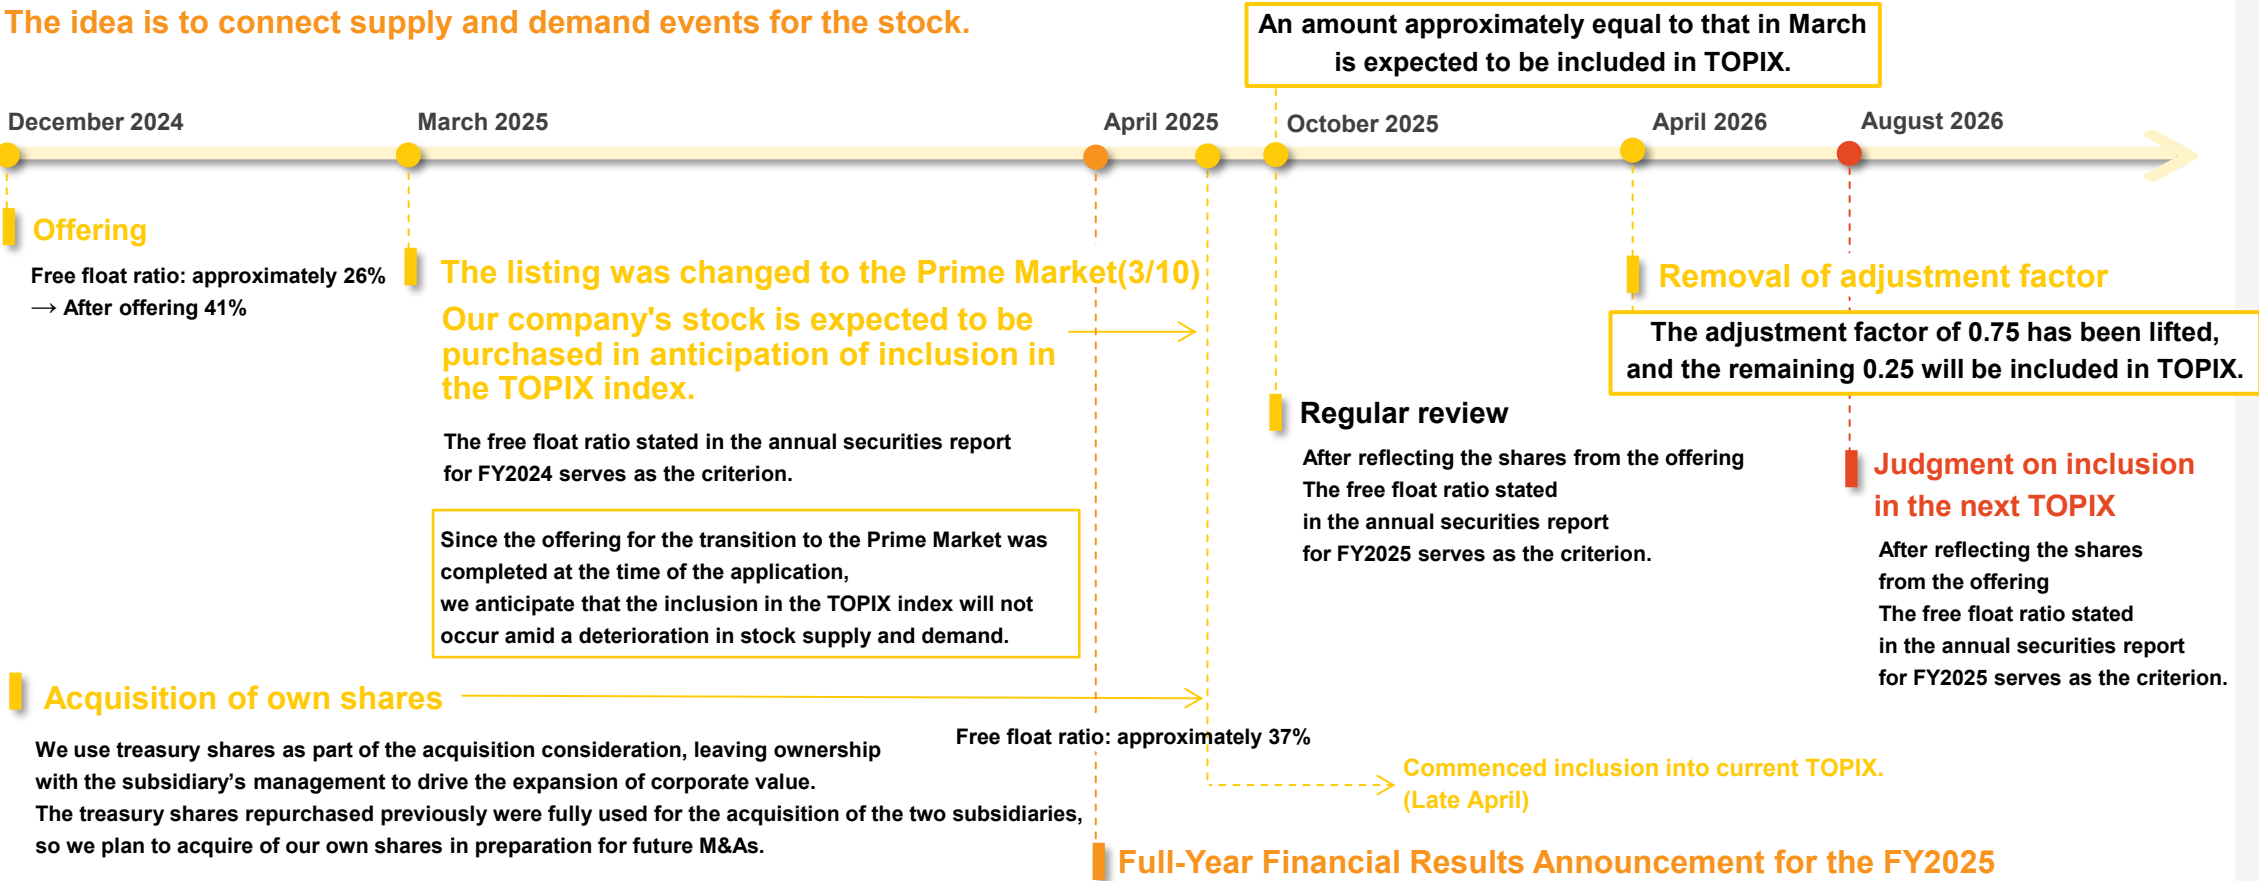 The idea is to connect supply and demand events for the stock.
An amount approximately equal to that in March
is expected to be included in TOPIX.
December 2024
March 2025
April 2025
October 2025
April 2026
August 2026
Offering
Free float ratio: approximately 26%
→ After offering 41%
The listing was changed to the Prime Market(3/10)
Our company's stock is expected to be
purchased in anticipation of inclusion in
the TOPIX index.
The free float ratio stated in the annual securities report
for FY2024 serves as the criterion.
Since the offering for the transition to the Prime Market was
completed at the time of the application,
we anticipate that the inclusion in the TOPIX index will not
occur amid a deterioration in stock supply and demand.
Acquisition of own shares
We use treasury shares as part of the acquisition consideration, leaving ownership
with the subsidiary's management to drive the expansion of corporate value.
The treasury shares repurchased previously were fully used for the acquisition of the two subsidiaries,
so we plan to acquire of our own shares in preparation for future M&As.
Free float ratio: approximately 37%
Commenced inclusion into current TOPIX.
(Late April)
Full-Year Financial Results Announcement for the FY2025
Regular review
After reflecting the shares from the offering
The free float ratio stated
in the annual securities report
for FY2025 serves as the criterion.
Removal of adjustment factor
The adjustment factor of 0.75 has been lifted,
and the remaining 0.25 will be included in TOPIX.
Judgment on inclusion
in the next TOPIX
After reflecting the shares
from the offering
The free float ratio stated
in the annual securities report
for FY2025 serves as the criterion.